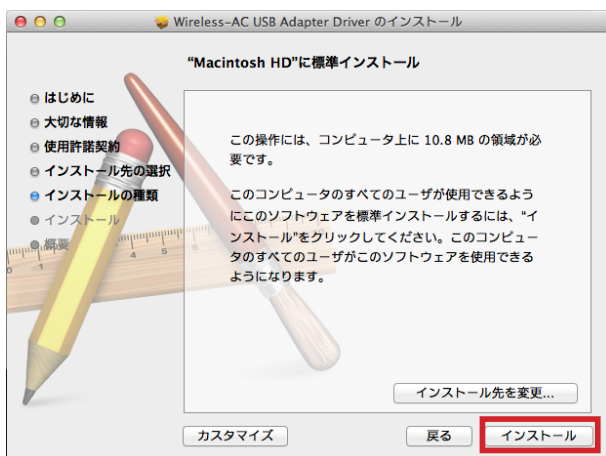 Wireless-AC USB Adapter Driver のインストール
“Macintosh HD”に標準インストール
はじめに
大切な情報
使用許諾契約
インストール先の選択
インストールの種類
インストール
概要
この操作には、コンピュータ上に 10.8 MB の領域が必
要です。
このコンピュータのすべてのユーザが使用できるよう
にこのソフトウェアを標準インストールするには、“イ
ンストール”をクリックしてください。このコンピュー
タのすべてのユーザがこのソフトウェアを使用できる
ようになります。
0 1 4 5 6
インストール先を変更...
カスタマイズ
戻る
インストール